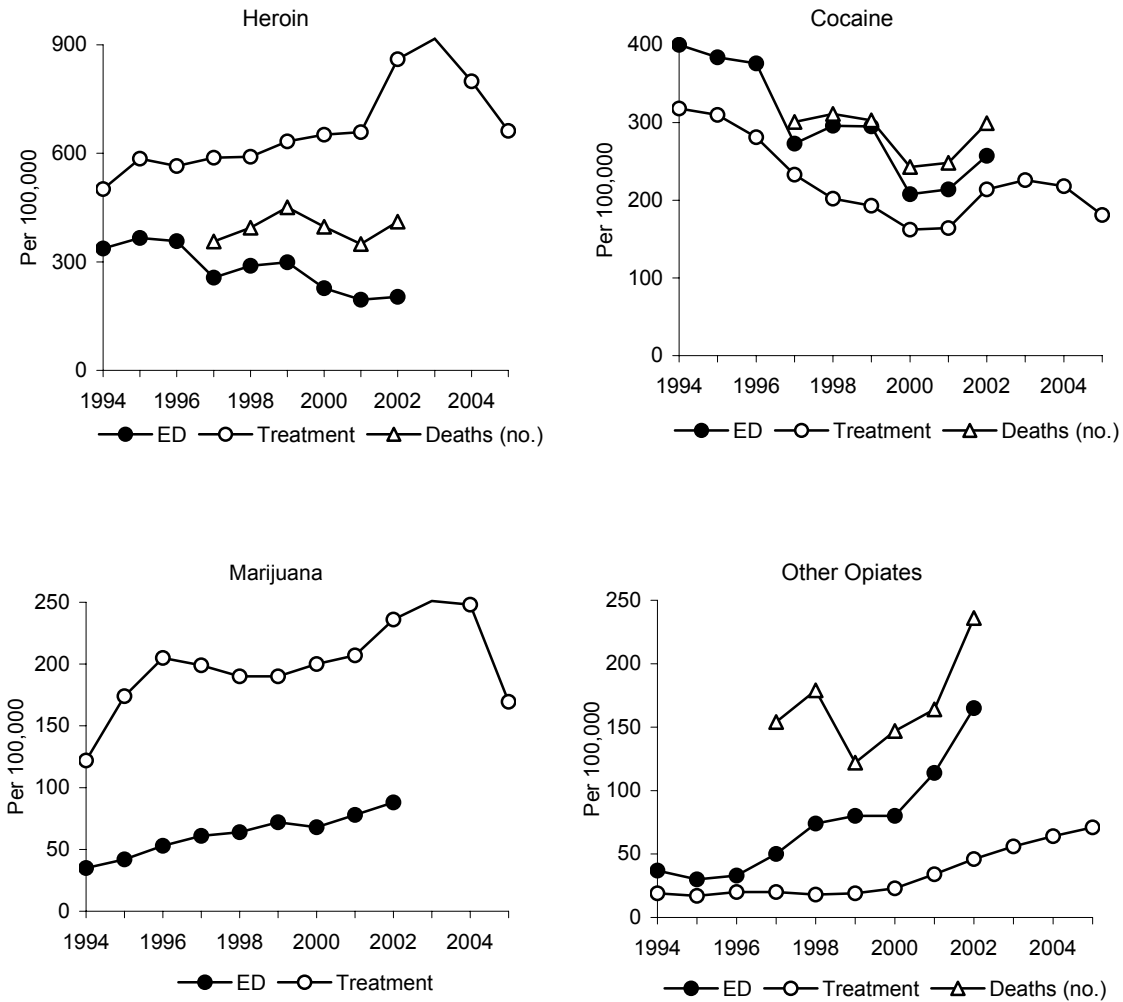 Heroin
900
600
300
0
Per 100,000
1994 1996 1998 2000 2002 2004
ED Treatment Deaths (no.)
Cocaine
400
300
200
100
0
Per 100,000
1994 1996 1998 2000 2002 2004
ED Treatment Deaths (no.)
Marijuana
250
200
150
100
50
0
Per 100,000
1994 1996 1998 2000 2002 2004
ED Treatment
Other Opiates
250
200
150
100
50
0
Per 100,000
1994 1996 1998 2000 2002 2004
ED Treatment Deaths (no.)